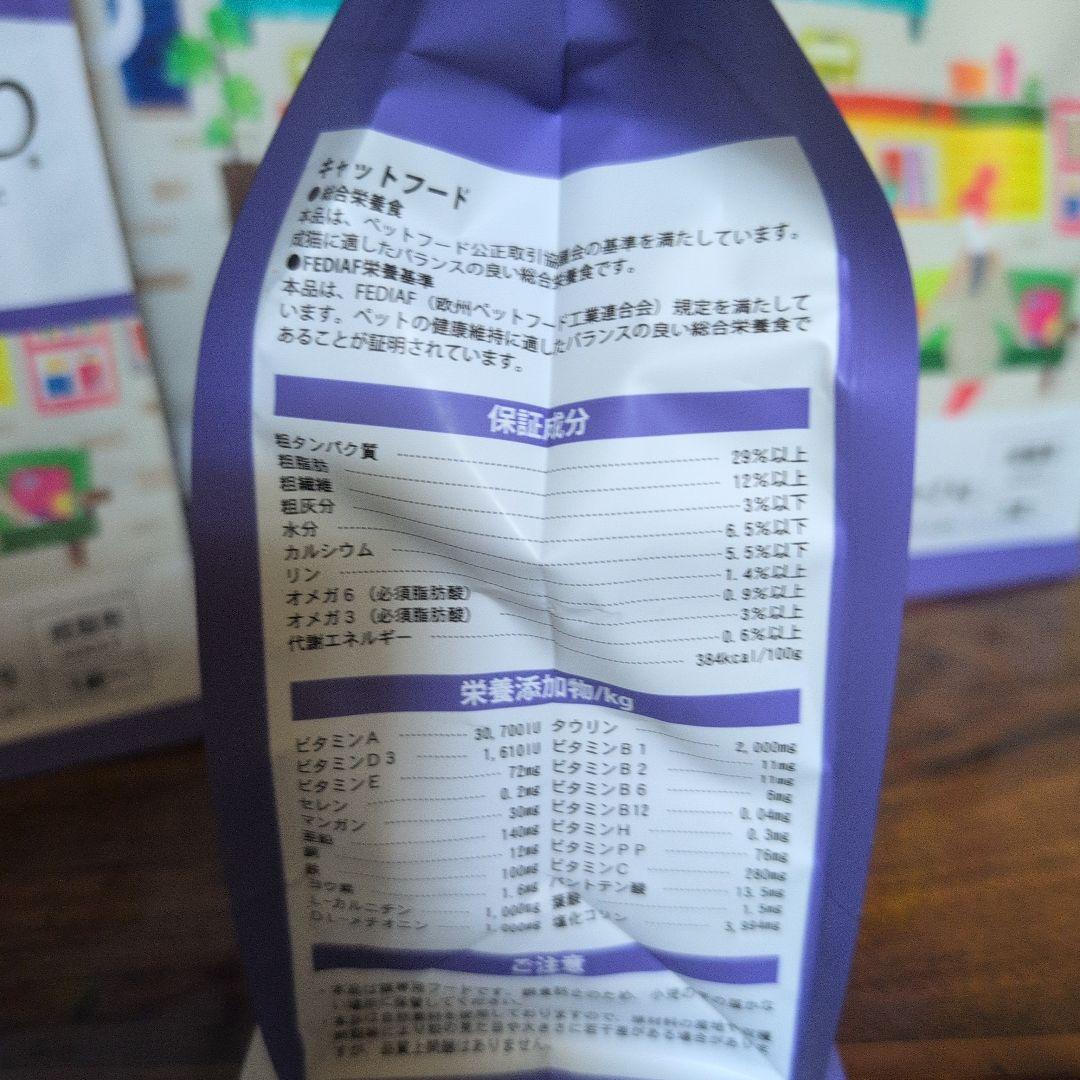 キャットフード
●総合栄養食
本品は、ペットフード公正取引協議会の基準を満たしています。
成猫に適したバランスの良い総合栄養食です。
●FEDIAF栄養基準
本品は、FEDIAF（欧州ペットフード工業連合会）規定を満たして
います。ペットの健康維持に適したバランスの良い総合栄養食で
あることが証明されています。
保証成分
粗タンパク質 29%以上
粗脂肪 12%以上
粗繊維 3%以下
粗灰分 6.5%以下
水分 5.5%以下
カルシウム 1.4%以上
リン 0.9%以上
オメガ6（必須脂肪酸） 3%以上
オメガ3（必須脂肪酸） 0.6%以上
代謝エネルギー 384kcal/100g
栄養添加物/kg
ビタミンA 30,700IU
ビタミンD3 1,610IU
ビタミンE 72mg
セレン 0.2mg
マンガン 30mg
亜鉛 140mg
銅 12mg
鉄 100mg
ヨウ素 1.6mg
L-カルニチン 1,000mg
DL-メチオニン 1,000mg
タウリン 2,000mg
ビタミンB1 11mg
ビタミンB2 11mg
ビタミンB6 6mg
ビタミンB12 0.04mg
ビタミンH 0.3mg
ビタミンPP 76mg
ビタミンC 280mg
パントテン酸 13.5mg
葉酸 1.5mg
塩化コリン
ご注意
すが、品質上問題はありません。